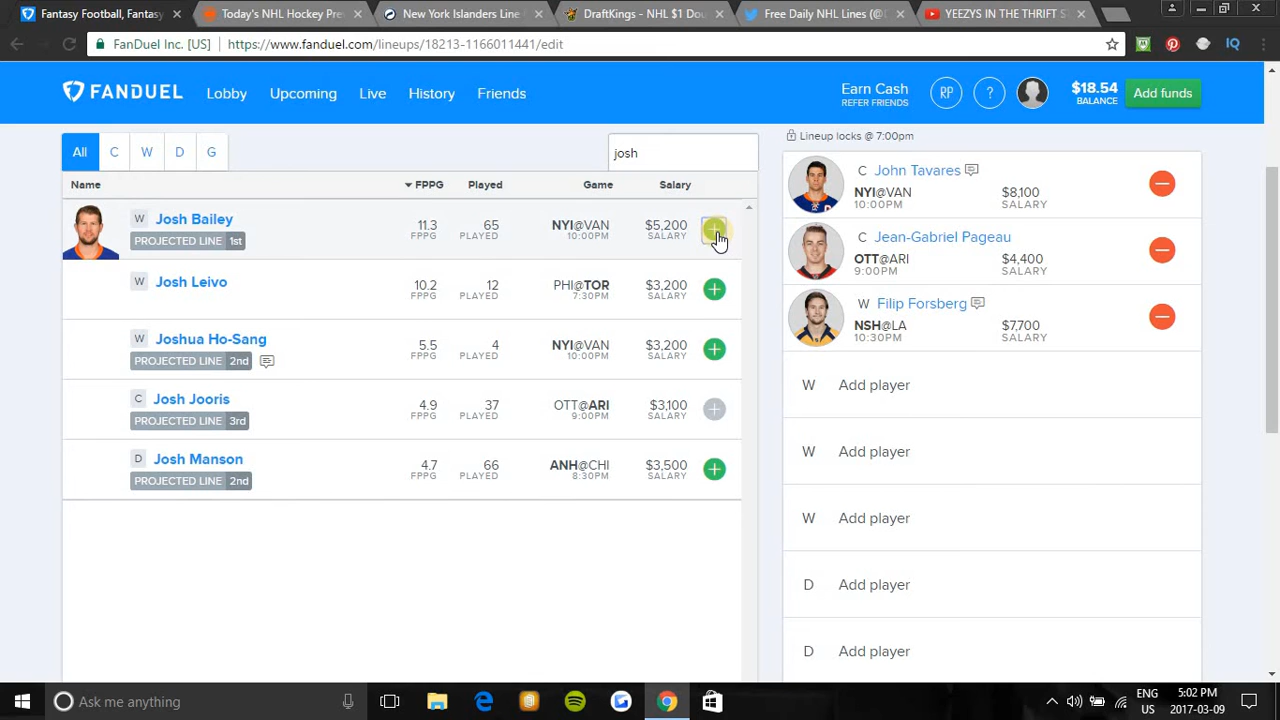 Fantasy Football, Fantasy
Today's NHL Hockey Prev
New York Islanders Line
DraftKings - NHL $1 Dou
Free Daily NHL Lines (@D
YEEZYS IN THE THRIFT S
FanDuel Inc. [US]
https://www.fanduel.com/lineups/18213-1166011441/edit
IQ
FANDUEL
Lobby
Upcoming
Live
History
Friends
Earn Cash
REFER FRIENDS
RP
?
$18.54
BALANCE
Add funds
All
C
W
D
G
josh
Lineup locks @ 7:00pm
Name
FPPG
Played
Game
Salary
W Josh Bailey
PROJECTED LINE 1st
11.3
FPPG
65
PLAYED
NYI@VAN
10:00PM
$5,200
SALARY
W Josh Leivo
10.2
FPPG
12
PLAYED
PHI@TOR
7:30PM
$3,200
SALARY
W Joshua Ho-Sang
PROJECTED LINE 2nd
5.5
FPPG
4
PLAYED
NYI@VAN
10:00PM
$3,200
SALARY
C Josh Jooris
PROJECTED LINE 3rd
4.9
FPPG
37
PLAYED
OTT@ARI
9:00PM
$3,100
SALARY
D Josh Manson
PROJECTED LINE 2nd
4.7
FPPG
66
PLAYED
ANH@CHI
8:30PM
$3,500
SALARY
C John Tavares
NYI@VAN
10:00PM
$8,100
SALARY
C Jean-Gabriel Pageau
OTT@ARI
9:00PM
$4,400
SALARY
W Filip Forsberg
NSH@LA
10:30PM
$7,700
SALARY
W Add player
W Add player
W Add player
D Add player
D Add player
Ask me anything
ENG
US
5:02 PM
2017-03-09